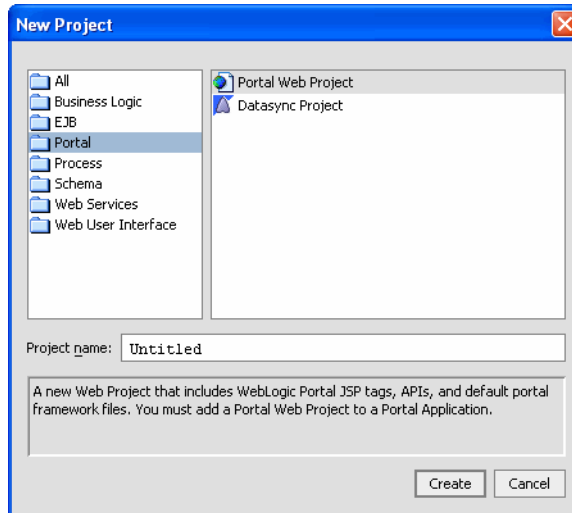 New Project
All
Business Logic
EJB
Portal
Process
Schema
Web Services
Web User Interface
Portal Web Project
Datasync Project
Project name: Untitled
A new Web Project that includes WebLogic Portal JSP tags, APIs, and default portal
framework files. You must add a Portal Web Project to a Portal Application.
Create Cancel